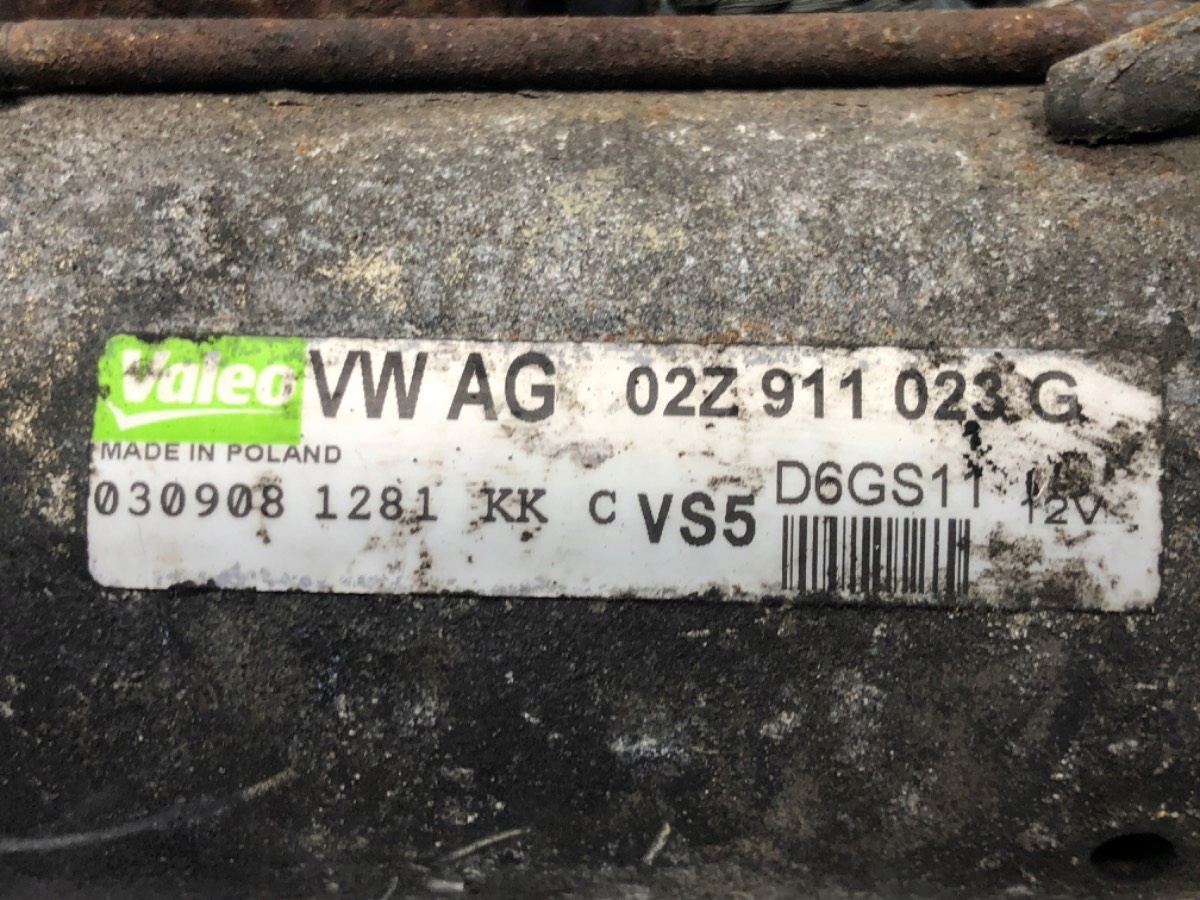 Valeo VW AG 02Z 911 023 G
MADE IN POLAND
030908 1281 KK C VS5 D6GS11 12V